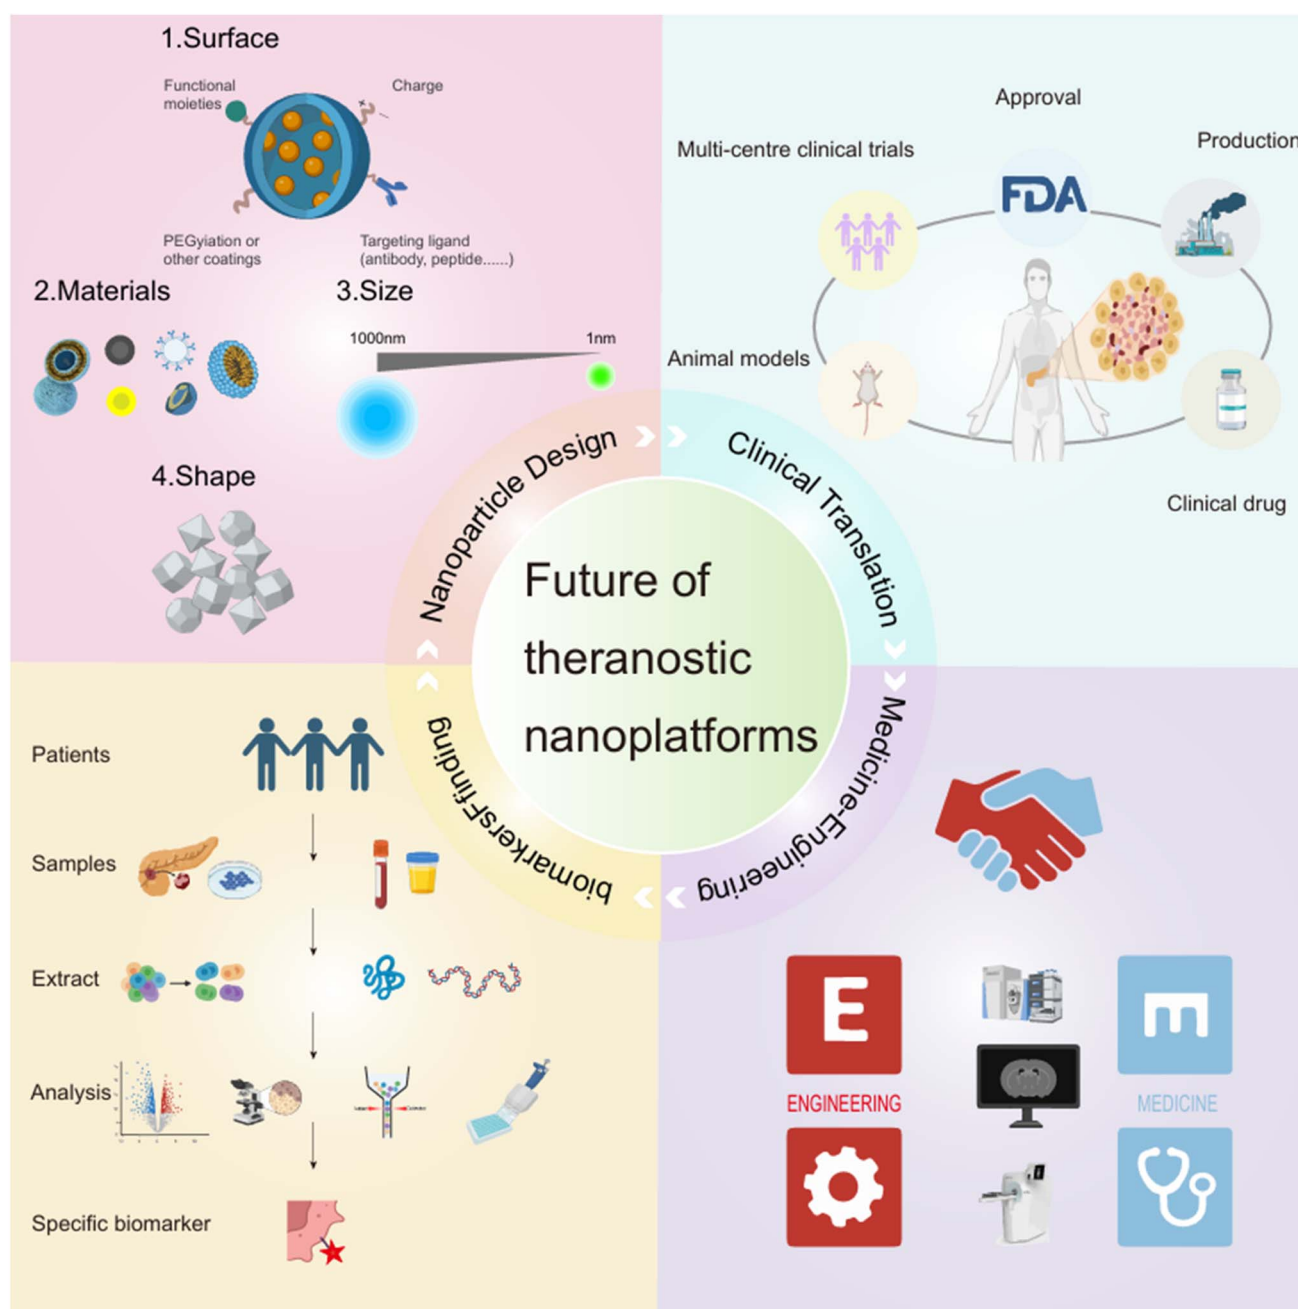 1.Surface
Functional
moieties
Charge
PEGyiation or
other coatings
Targeting ligand
(antibody, peptide......)
2.Materials
3.Size
1000nm
1nm
4.Shape
Approval
Multi-centre clinical trials
Production
FDA
Animal models
Clinical drug
Nanoparticle Design
Clinical Translation
Medicine-Engineering
biomarkersFfinding
Future of
theranostic
nanoplatforms
Patients
Samples
Extract
Analysis
Specific biomarker
E
m
ENGINEERING
MEDICINE